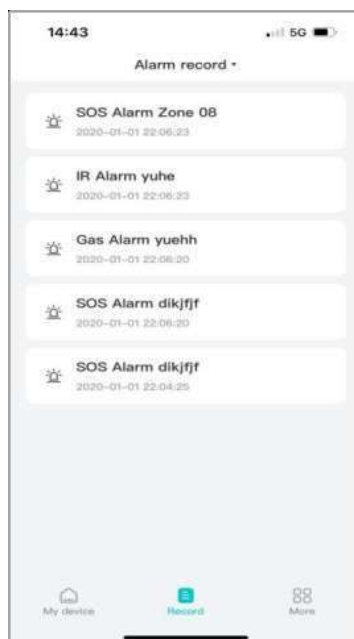 14:43
5G
Alarm record
SOS Alarm Zone 08
2020-01-01 22:06:23
IR Alarm yuhe
2020-01-01 22:06:23
Gas Alarm yuehh
2020-01-01 22:06:20
SOS Alarm dikjfjf
2020-01-01 22:06:20
SOS Alarm dikjfjf
2020-01-01 22:04:25
My device
Record
More